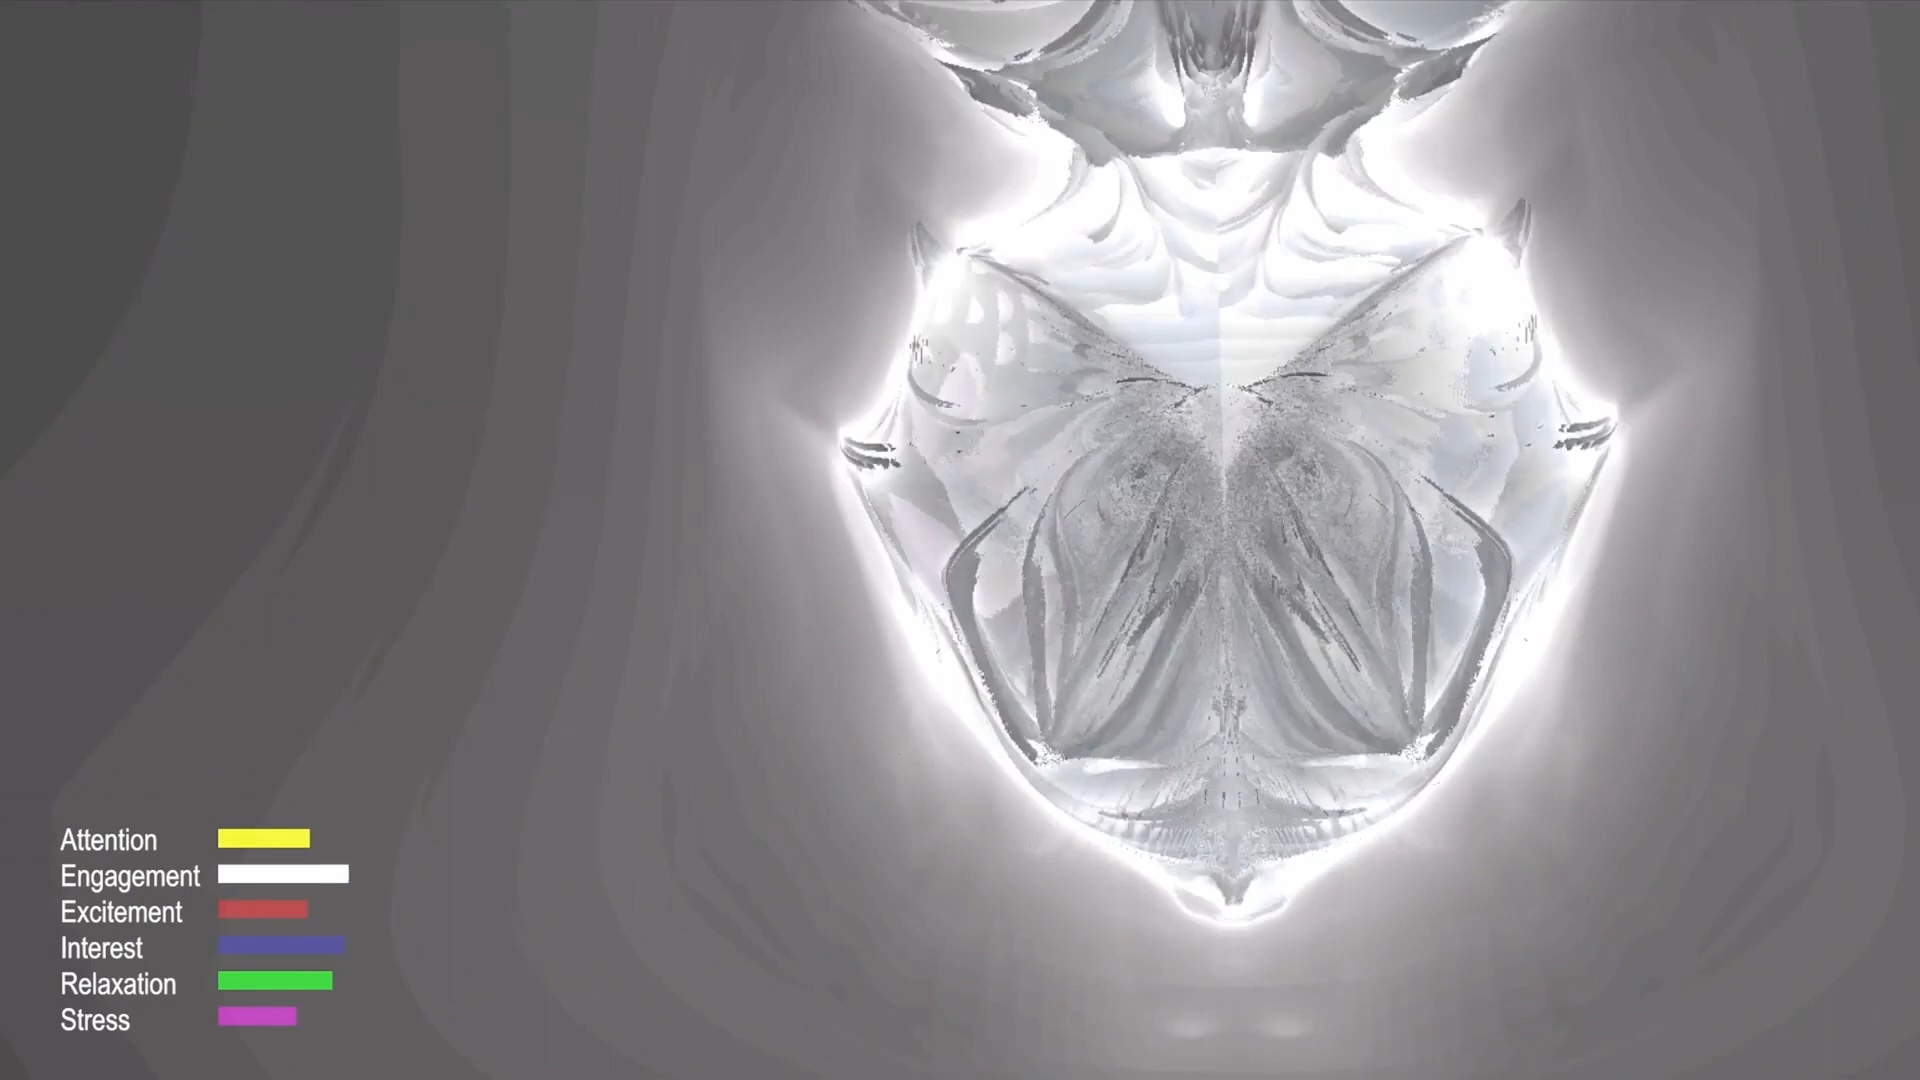 Attention
Engagement
Excitement
Interest
Relaxation
Stress